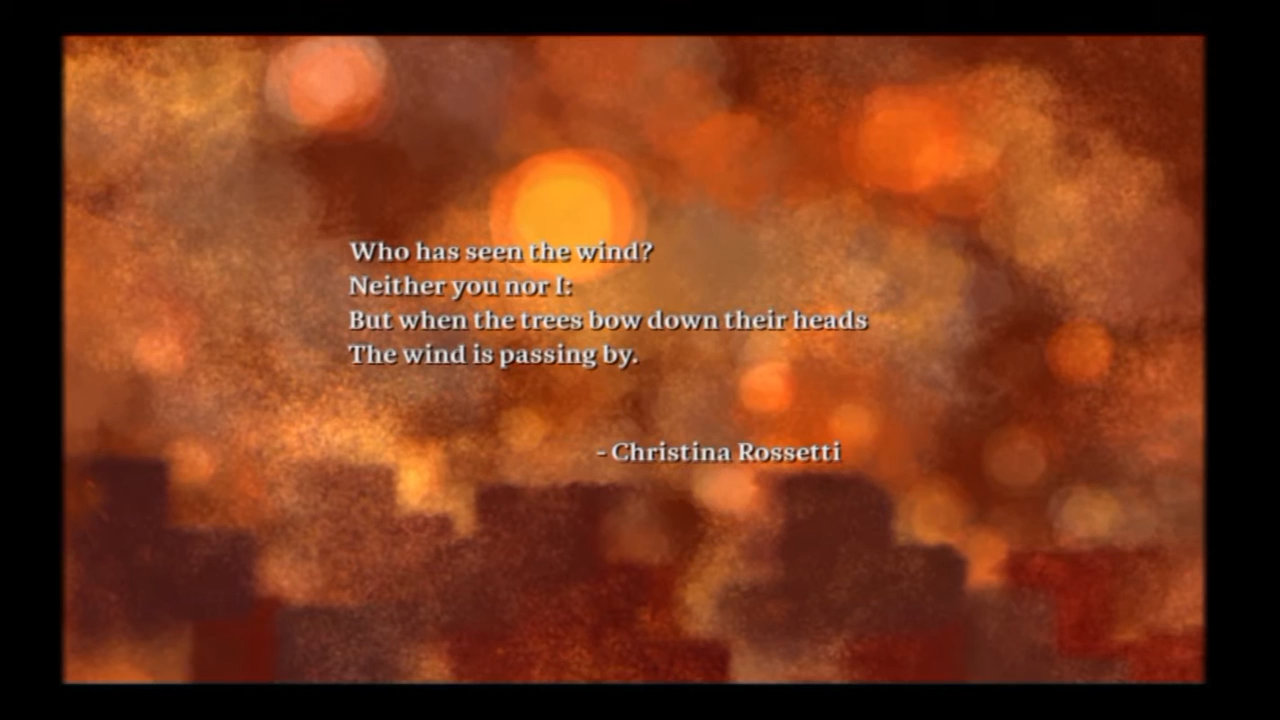 Who has seen the wind?
Neither you nor I:
But when the trees bow down their heads
The wind is passing by.
- Christina Rossetti